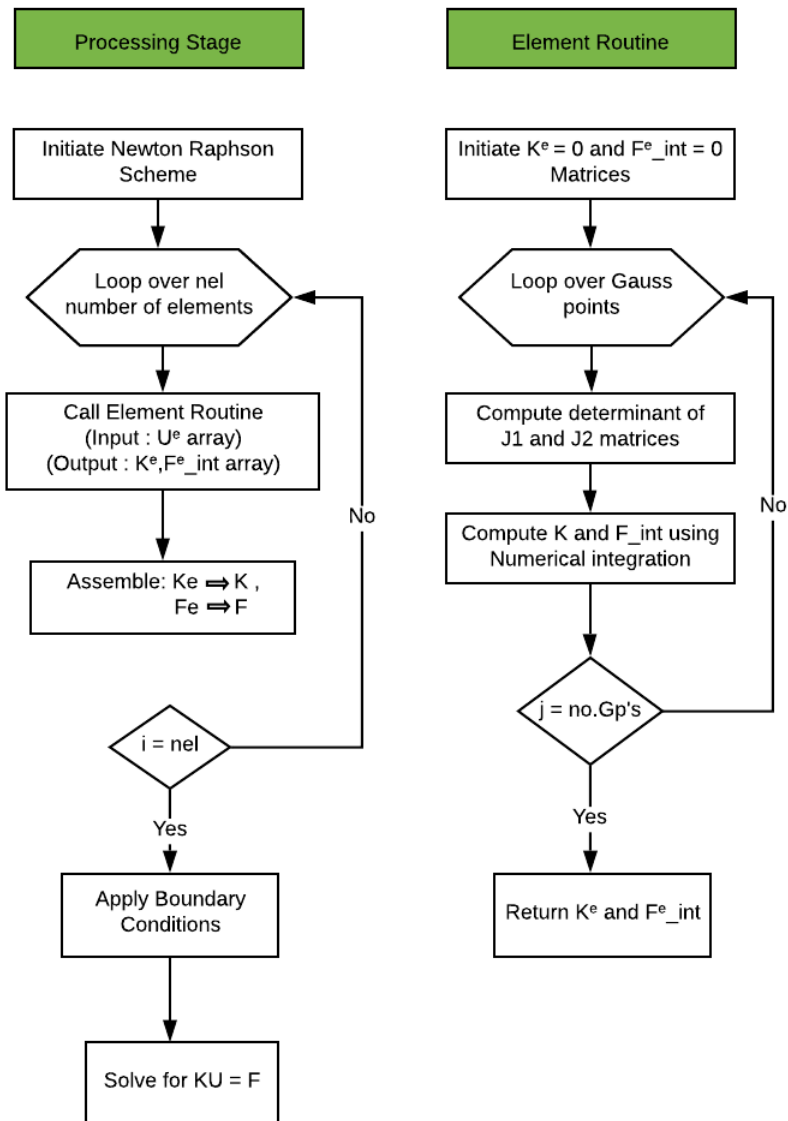 Processing Stage
Initiate Newton Raphson
Scheme
Loop over nel
number of elements
Call Element Routine
(Input : Uᵉ array)
(Output : Kᵉ,Fᵉ_int array)
No
Assemble: Ke ⇒ K ,
Fe ⇒ F
i = nel
Yes
Apply Boundary
Conditions
Solve for KU = F
Element Routine
Initiate Kᵉ = 0 and Fᵉ_int = 0
Matrices
Loop over Gauss
points
Compute determinant of
J1 and J2 matrices
No
Compute K and F_int using
Numerical integration
j = no.Gp's
Yes
Return Kᵉ and Fᵉ_int